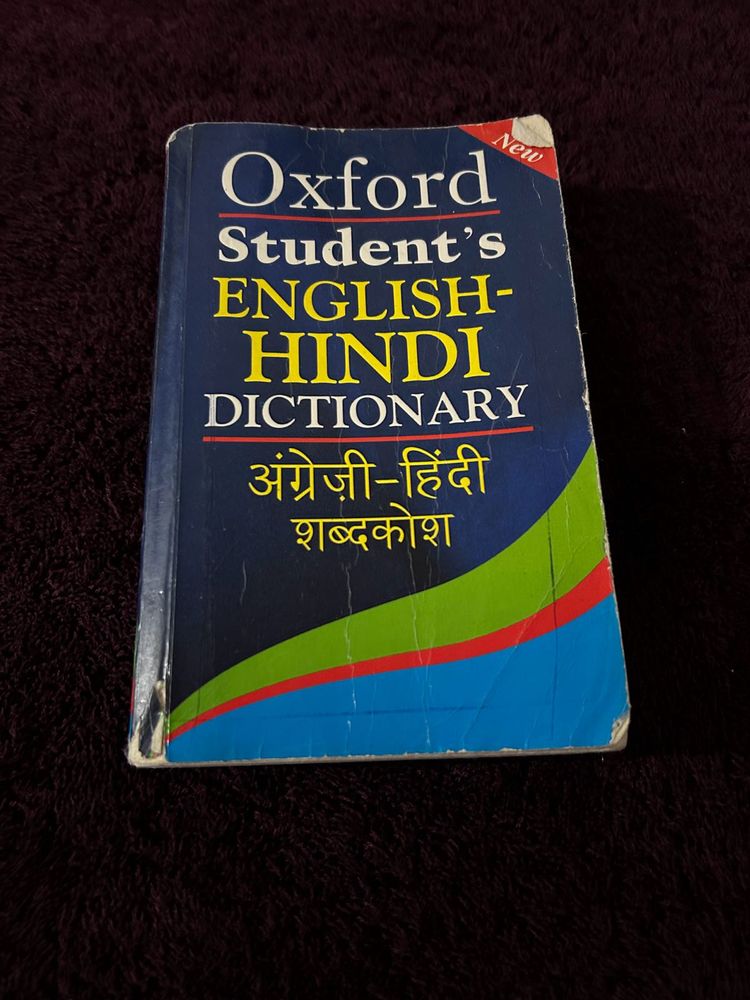 New
Oxford
Student's
ENGLISH-
HINDI
DICTIONARY
अंग्रेज़ी-हिंदी
शब्दकोश